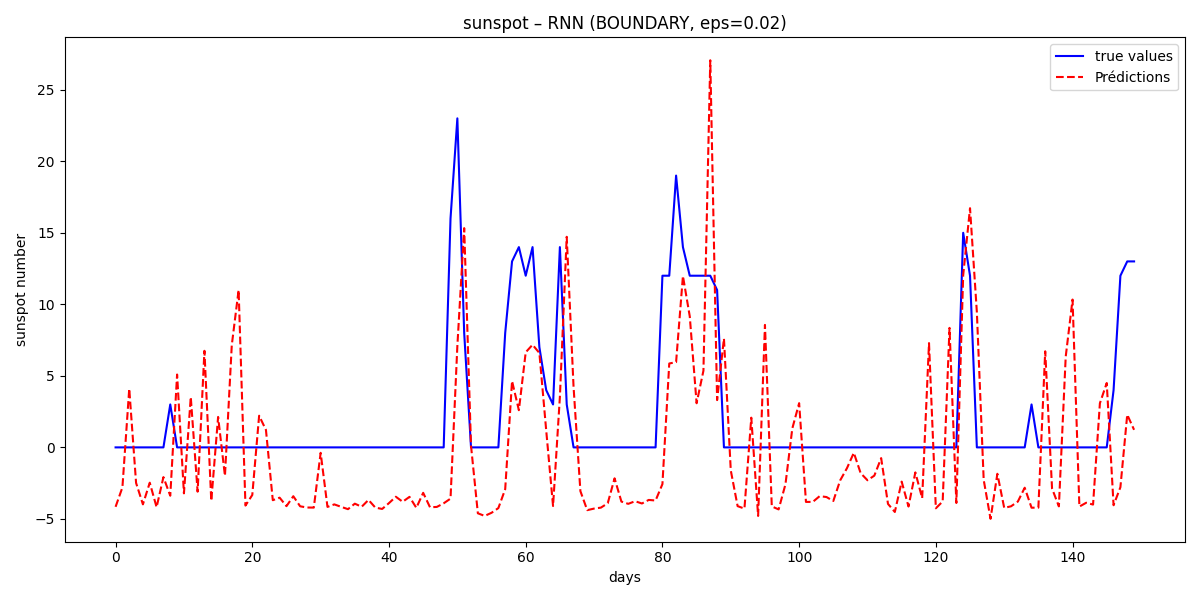 sunspot – RNN (BOUNDARY, eps=0.02)
true values
Prédictions
sunspot number
25
20
15
10
5
0
−5
0 20 40 60 80 100 120 140
days